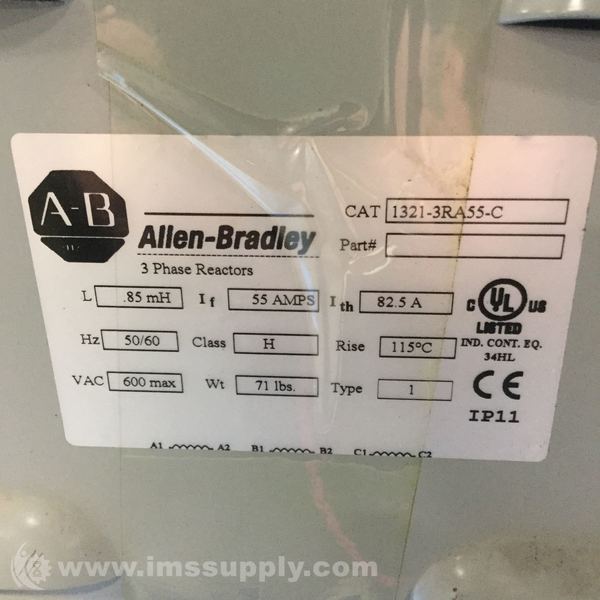 A-B
Allen-Bradley
3 Phase Reactors
CAT 1321-3RA55-C
Part#
L .85 mH If 55 AMPS Ith 82.5 A
Hz 50/60 Class H Rise 115°C
VAC 600 max Wt 71 lbs. Type 1
C UL US
LISTED
IND. CONT. EQ.
34HL
CE
IP11
A1 A2 B1 B2 C1 C2
www.imssupply.com